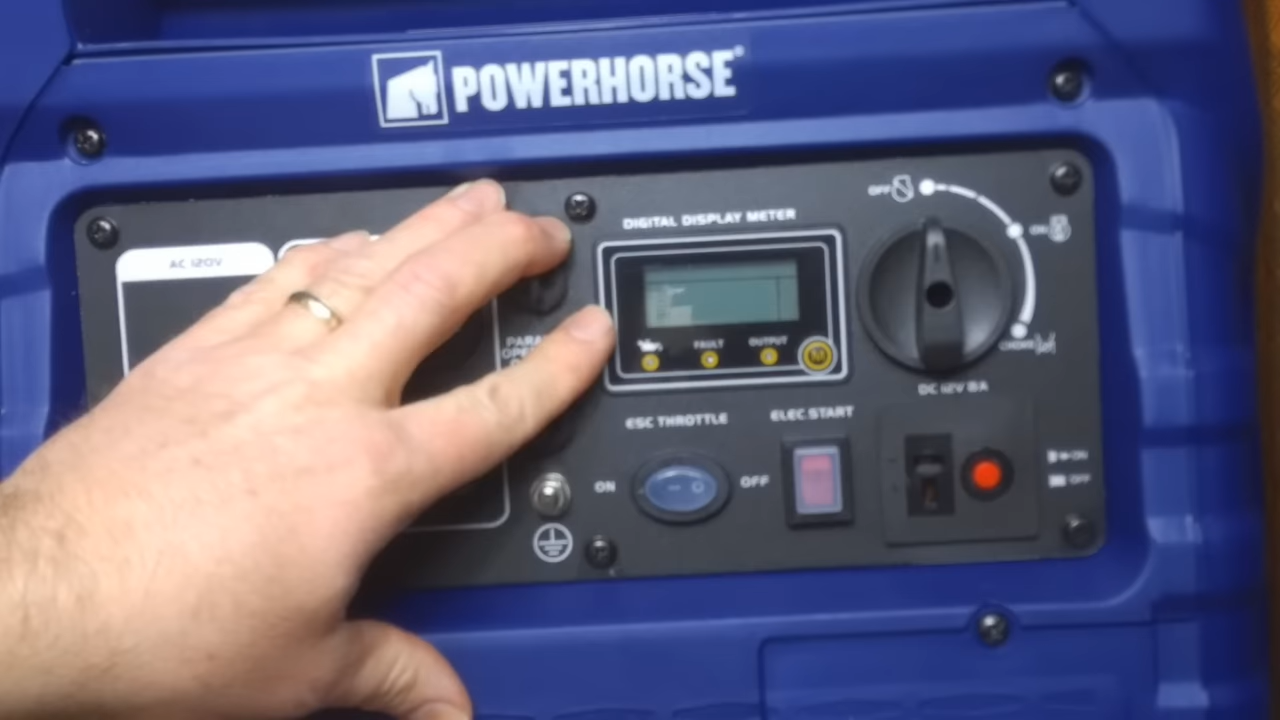 POWERHORSE®
AC 120V
DIGITAL DISPLAY METER
OFF
ON
CHOKE
FAULT
OUTPUT
M
DC 12V 8A
ESC THROTTLE
ELEC.START
ON
OFF
ON
OFF